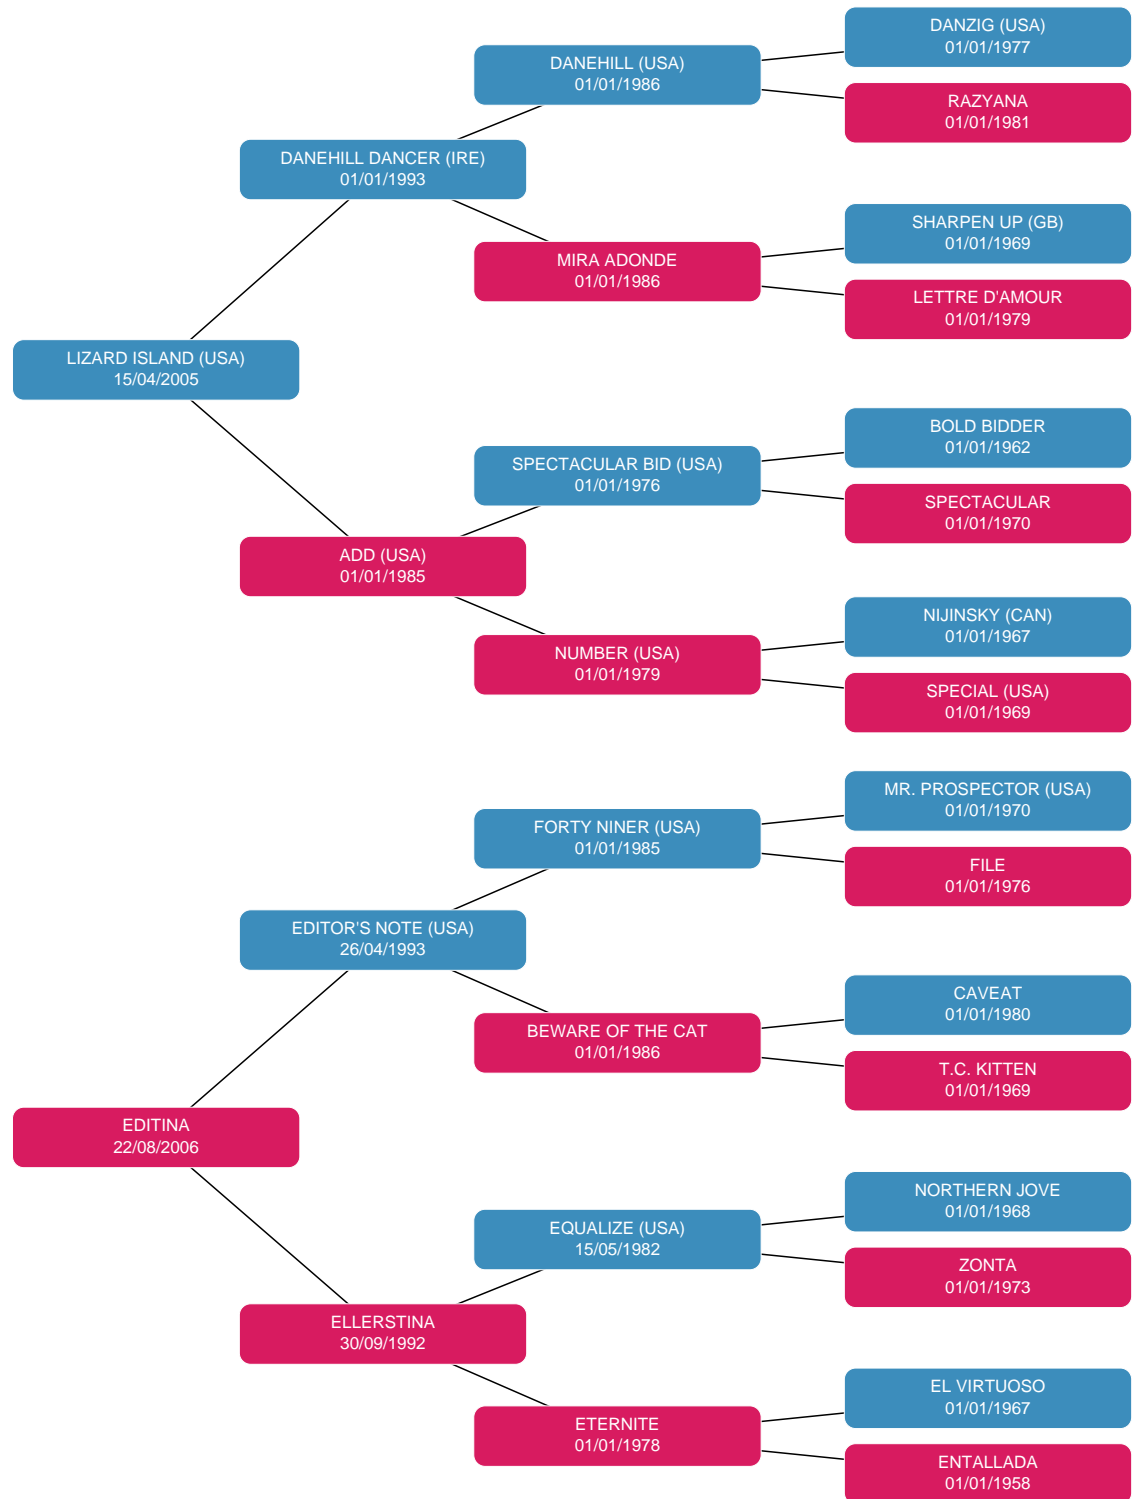 DANZIG (USA)
01/01/1977
DANEHILL (USA)
01/01/1986
RAZYANA
01/01/1981
DANEHILL DANCER (IRE)
01/01/1993
SHARPEN UP (GB)
01/01/1969
MIRA ADONDE
01/01/1986
LETTRE D'AMOUR
01/01/1979
LIZARD ISLAND (USA)
15/04/2005
BOLD BIDDER
01/01/1962
SPECTACULAR BID (USA)
01/01/1976
SPECTACULAR
01/01/1970
ADD (USA)
01/01/1985
NIJINSKY (CAN)
01/01/1967
NUMBER (USA)
01/01/1979
SPECIAL (USA)
01/01/1969
MR. PROSPECTOR (USA)
01/01/1970
FORTY NINER (USA)
01/01/1985
FILE
01/01/1976
EDITOR'S NOTE (USA)
26/04/1993
CAVEAT
01/01/1980
BEWARE OF THE CAT
01/01/1986
T.C. KITTEN
01/01/1969
EDITINA
22/08/2006
NORTHERN JOVE
01/01/1968
EQUALIZE (USA)
15/05/1982
ZONTA
01/01/1973
ELLERSTINA
30/09/1992
EL VIRTUOSO
01/01/1967
ETERNITE
01/01/1978
ENTALLADA
01/01/1958